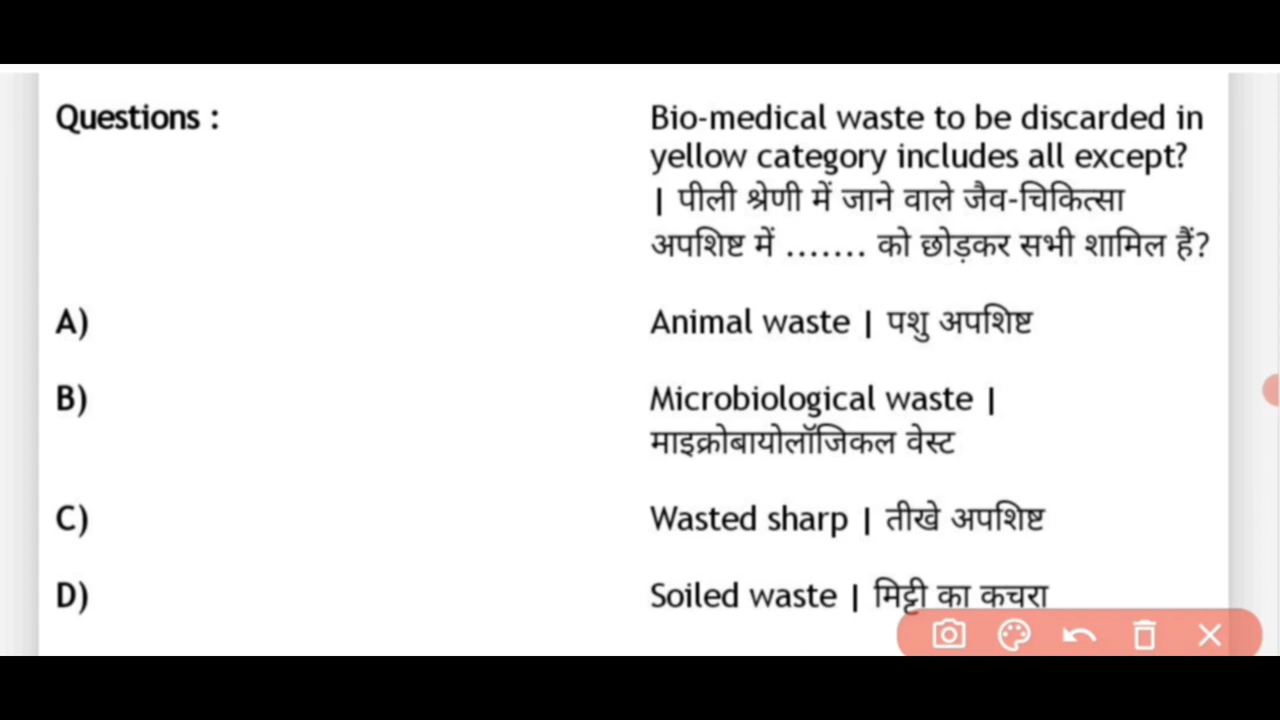 Questions :
Bio-medical waste to be discarded in
yellow category includes all except?
| पीली श्रेणी में जाने वाले जैव-चिकित्सा
अपशिष्ट में ....... को छोड़कर सभी शामिल हैं?
A)
Animal waste | पशु अपशिष्ट
B)
Microbiological waste |
माइक्रोबायोलॉजिकल वेस्ट
C)
Wasted sharp | तीखे अपशिष्ट
D)
Soiled waste | मिट्टी का कचरा